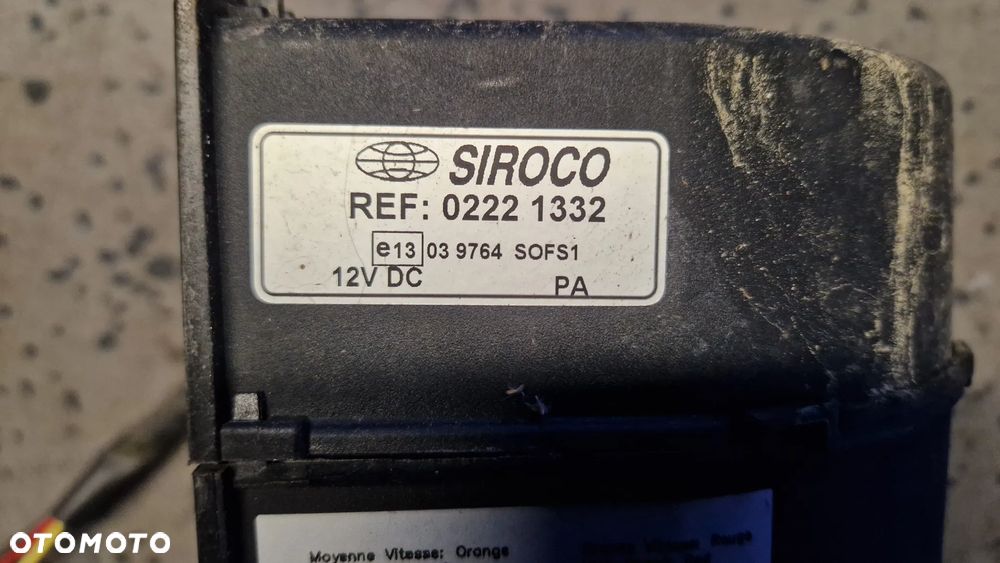 SIROCO
REF: 0222 1332
e13 03 9764 SOFS1
12V DC PA
Moyenne Vitesse: Orange
OTOMOTO